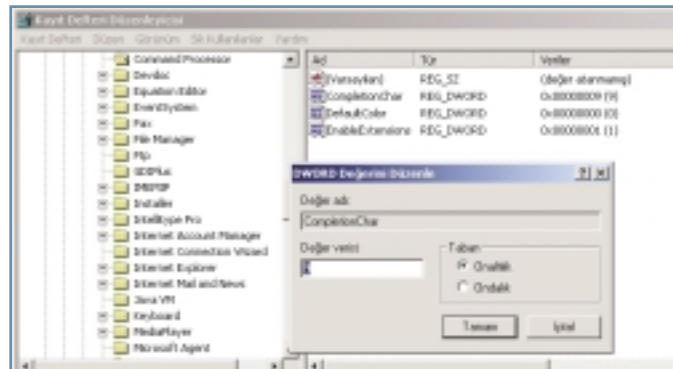 Kayıt Defteri Düzenleyicisi
Kayıt Defteri Düzen Görünüm Sık Kullanılanlar Yardım
Command Processor
Devdoc
Equation Editor
EventSystem
Fax
File Manager
Ftp
GDIPlus
Installer
IntelliType Pro
Internet Account Manager
Internet Connection Wizard
Internet Explorer
Internet Mail and News
Java VM
Keyboard
MediaPlayer
Microsoft Agent
Ad Tür Veriler
(Varsayılan) REG_SZ (değer atanmamış)
CompletionChar REG_DWORD 0x00000009 (9)
DefaultColor REG_DWORD 0x00000000 (0)
EnableExtensions REG_DWORD 0x00000001 (1)
DWORD Değerini Düzenle
Değer adı:
CompletionChar
Değer verisi:
Taban
Onaltılık
Ondalık
Tamam İptal